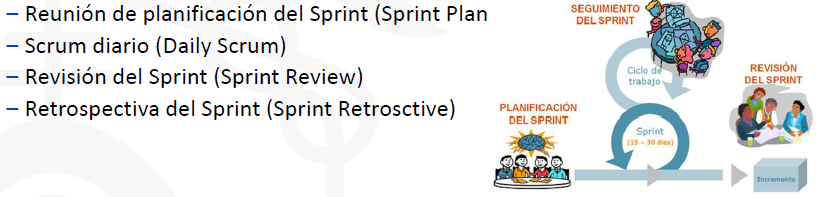 – Reunión de planificación del Sprint (Sprint Plan
– Scrum diario (Daily Scrum)
– Revisión del Sprint (Sprint Review)
– Retrospectiva del Sprint (Sprint Retrosctive)
SEGUIMIENTO
DEL SPRINT
Ciclo de
trabajo
REVISIÓN
DEL SPRINT
PLANIFICACIÓN
DEL SPRINT
Sprint
(15 – 30 días)
Incremento